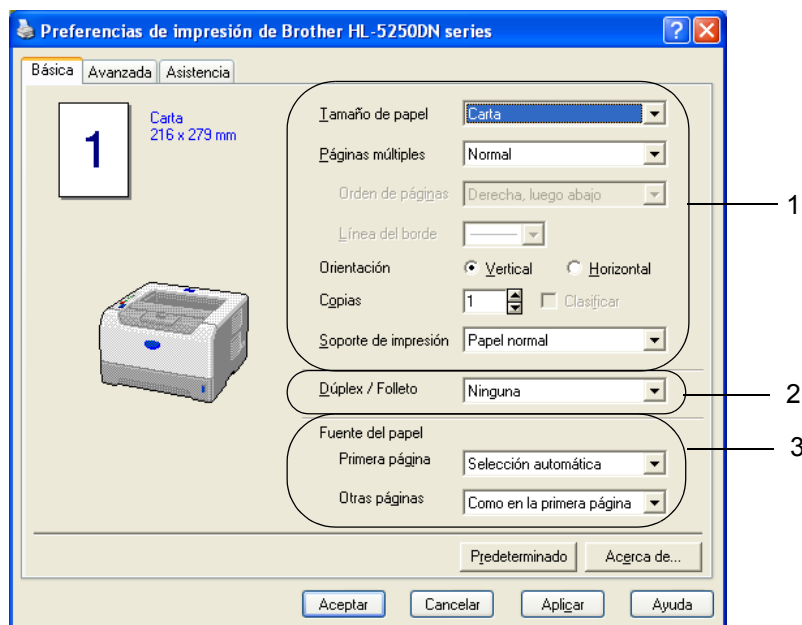 Preferencias de impresión de Brother HL-5250DN series
Básica Avanzada Asistencia
1
Carta
216 x 279 mm
Tamaño de papel Carta
Páginas múltiples Normal
Orden de páginas Derecha, luego abajo
Línea del borde
Orientación Vertical Horizontal
Copias 1 Clasificar
Soporte de impresión Papel normal
1
Dúplex / Folleto Ninguna
2
Fuente del papel
3
Primera página Selección automática
Otras páginas Como en la primera página
Predeterminado Acerca de...
Aceptar Cancelar Aplicar Ayuda